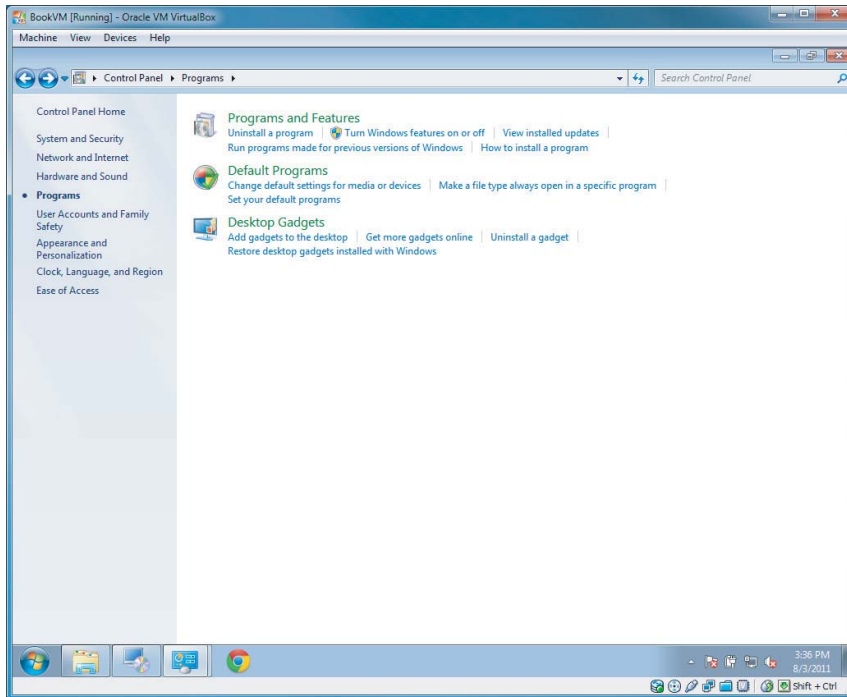 BookVM [Running] - Oracle VM VirtualBox
Machine View Devices Help
Control Panel Programs
Search Control Panel
Control Panel Home
System and Security
Network and Internet
Hardware and Sound
Programs
User Accounts and Family
Safety
Appearance and
Personalization
Clock, Language, and Region
Ease of Access
Programs and Features
Uninstall a program Turn Windows features on or off View installed updates
Run programs made for previous versions of Windows How to install a program
Default Programs
Change default settings for media or devices Make a file type always open in a specific program
Set your default programs
Desktop Gadgets
Add gadgets to the desktop Get more gadgets online Uninstall a gadget
Restore desktop gadgets installed with Windows
3:36 PM
8/3/2011
Shift + Ctrl